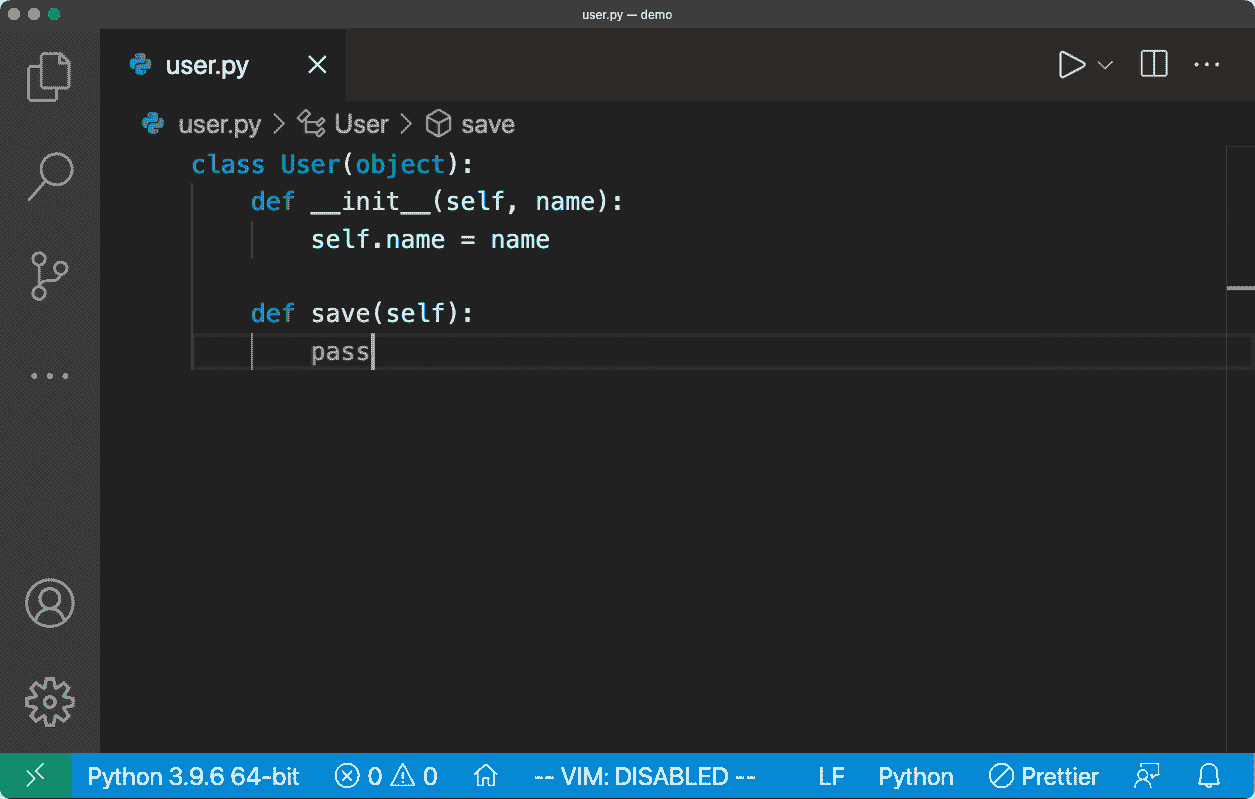 user.py — demo
user.py
user.py > User > save
class User(object):
    def __init__(self, name):
        self.name = name
    def save(self):
        pass
Python 3.9.6 64-bit 0 0 -- VIM: DISABLED -- LF Python Prettier